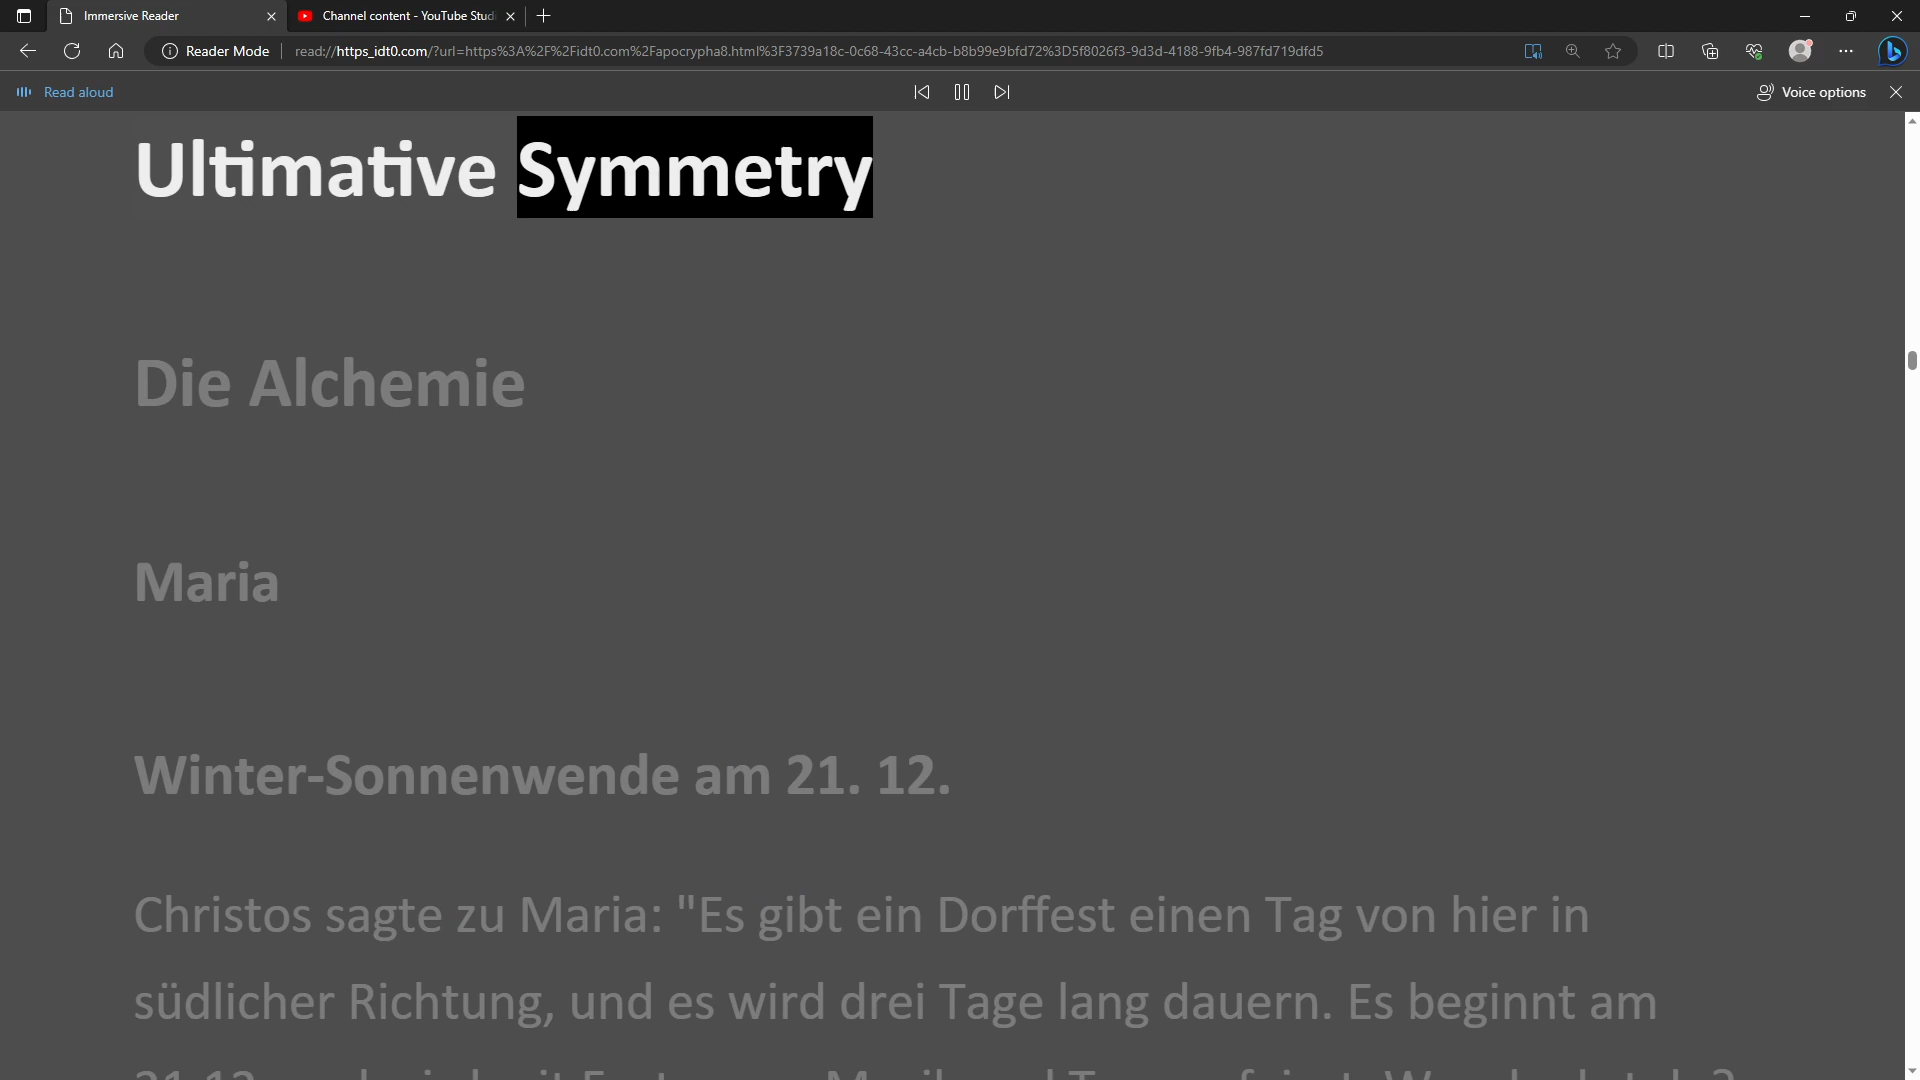 Immersive Reader
Channel content - YouTube Studi
Reader Mode
read://https_idt0.com/?url=https%3A%2F%2Fidt0.com%2Fapocrypha8.html%3F3739a18c-0c68-43cc-a4cb-b8b99e9bfd72%3D5f8026f3-9d3d-4188-9fb4-987fd719dfd5
Read aloud
Voice options
Ultimative Symmetry
Die Alchemie
Maria
Winter-Sonnenwende am 21. 12.
Christos sagte zu Maria: "Es gibt ein Dorffest einen Tag von hier in
südlicher Richtung, und es wird drei Tage lang dauern. Es beginnt am